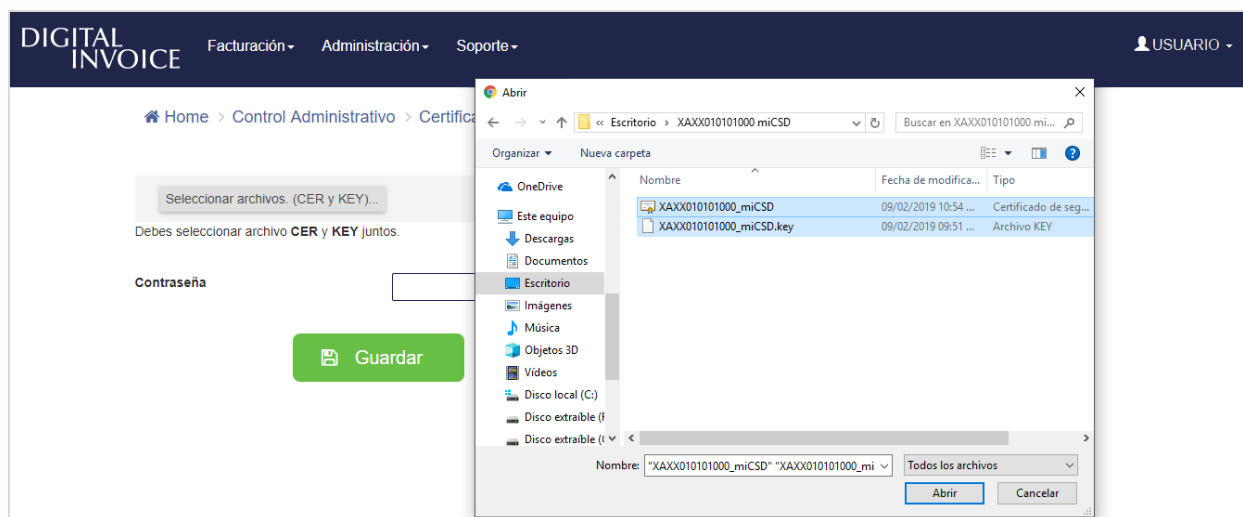 DIGITAL
INVOICE
Facturación
Administración
Soporte
USUARIO
Home > Control Administrativo > Certifica
Seleccionar archivos. (CER y KEY)...
Debes seleccionar archivo CER y KEY juntos.
Contraseña
Guardar
Abrir
« Escritorio > XAXX010101000 miCSD
Buscar en XAXX010101000 mi...
Organizar
Nueva carpeta
Nombre
Fecha de modifica...
Tipo
OneDrive
Este equipo
Descargas
Documentos
Escritorio
Imágenes
Música
Objetos 3D
Vídeos
Disco local (C:)
Disco extraíble (
Disco extraíble (
XAXX010101000_miCSD
09/02/2019 10:54 ...
Certificado de seg...
XAXX010101000_miCSD.key
09/02/2019 09:51 ...
Archivo KEY
Nombre:
"XAXX010101000_miCSD" "XAXX010101000_mi
Todos los archivos
Abrir
Cancelar